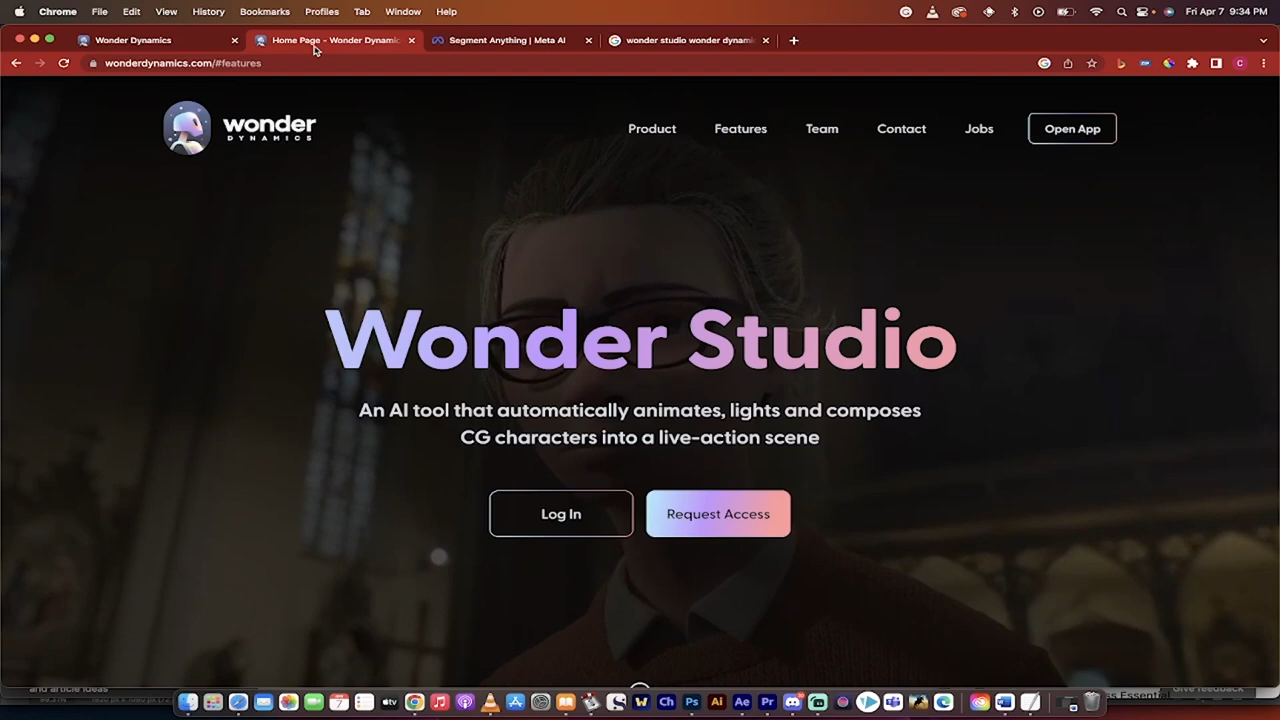 Chrome File Edit View History Bookmarks Profiles Tab Window Help Fri Apr 7 9:34 PM
Wonder Dynamics Home Page – Wonder Dynamic Segment Anything | Meta AI wonder studio wonder dynami
wonderdynamics.com/#features
wonder
DYNAMICS
Product Features Team Contact Jobs Open App
Wonder Studio
An AI tool that automatically animates, lights and composes
CG characters into a live-action scene
Log In Request Access
and article ideas
Essential
Give feedback